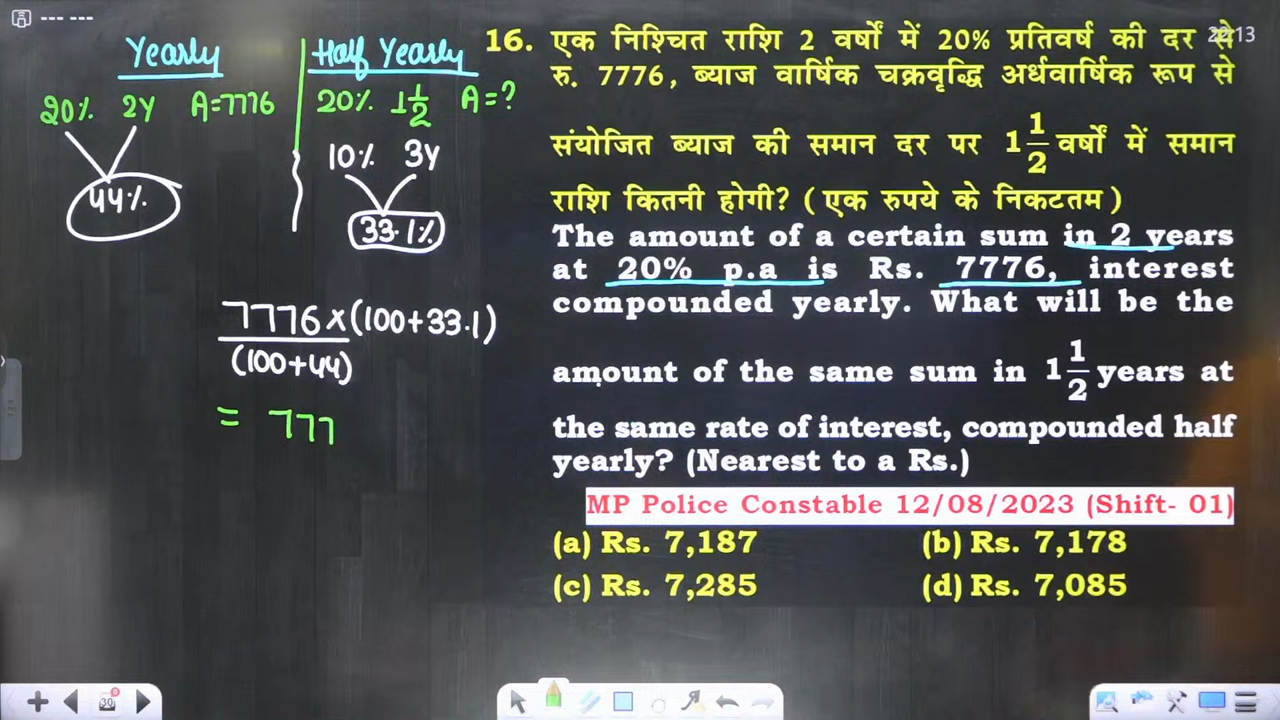 Yearly
20% 2Y A=7776
44%
Half Yearly
20% 1 1/2 A=?
10% 3Y
33.1%
7776×(100+33.1)
(100+44)
= 777
22:13
16. एक निश्चित राशि 2 वर्षों में 20% प्रतिवर्ष की दर से
रु. 7776, ब्याज वार्षिक चक्रवृद्धि अर्धवार्षिक रूप से
संयोजित ब्याज की समान दर पर 1 1/2 वर्षों में समान
राशि कितनी होगी? ( एक रुपये के निकटतम )
The amount of a certain sum in 2 years
at 20% p.a is Rs. 7776, interest
compounded yearly. What will be the
amount of the same sum in 1 1/2 years at
the same rate of interest, compounded half
yearly? (Nearest to a Rs.)
MP Police Constable 12/08/2023 (Shift- 01)
(a) Rs. 7,187 (b) Rs. 7,178
(c) Rs. 7,285 (d) Rs. 7,085
30